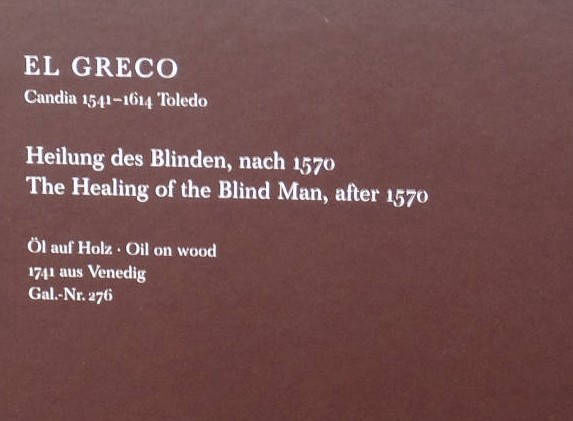 EL GRECO
Candia 1541–1614 Toledo
Heilung des Blinden, nach 1570
The Healing of the Blind Man, after 1570
Öl auf Holz · Oil on wood
1741 aus Venedig
Gal.-Nr. 276